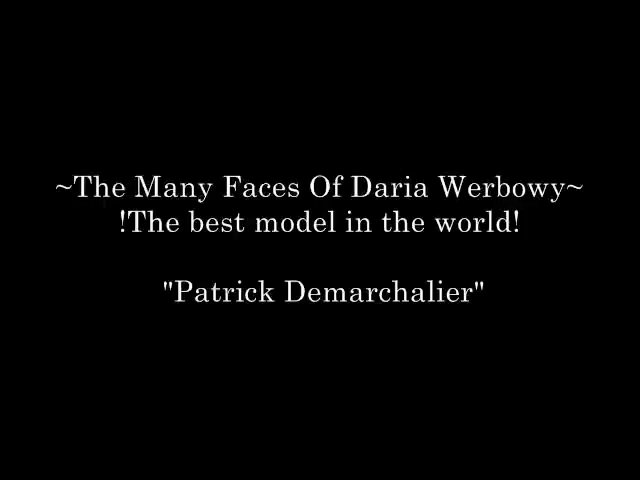 ~The Many Faces Of Daria Werbowy~
!The best model in the world!
"Patrick Demarchalier"